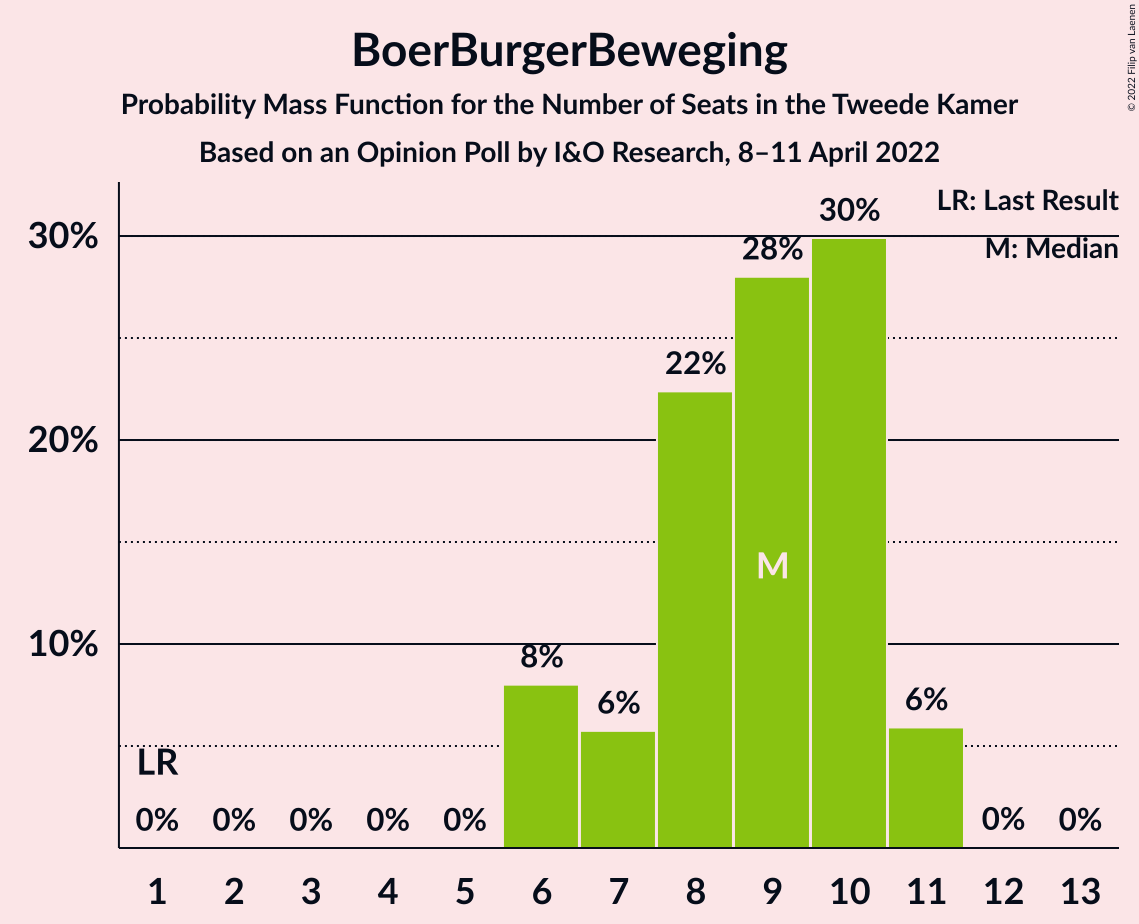 BoerBurgerBeweging
Probability Mass Function for the Number of Seats in the Tweede Kamer
Based on an Opinion Poll by I&O Research, 8–11 April 2022
© 2022 Filip van Laenen
LR: Last Result
M: Median
30%
20%
10%
30%
28%
22%
M
8%
6%
6%
LR
0% 0% 0% 0% 0% 0% 0%
1 2 3 4 5 6 7 8 9 10 11 12 13